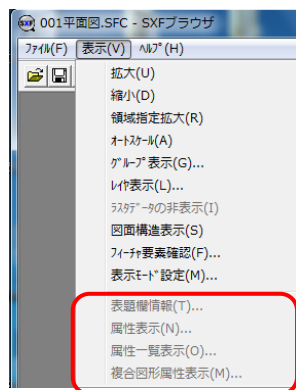 001平面図.SFC - SXFブラウザ
ﾌｧｲﾙ(F) 表示(V) ﾍﾙﾌﾟ(H)
拡大(U)
縮小(D)
領域指定拡大(R)
ｵｰﾄｽｹｰﾙ(A)
ｸﾞﾙｰﾌﾟ表示(G)...
ﾚｲﾔ表示(L)...
ﾗｽﾀﾃﾞｰﾀの非表示(I)
図面構造表示(S)
ﾌｨｰﾁｬ要素確認(F)...
表示ﾓｰﾄﾞ設定(M)...
表題欄情報(T)...
属性表示(N)...
属性一覧表示(O)...
複合図形属性表示(M)...